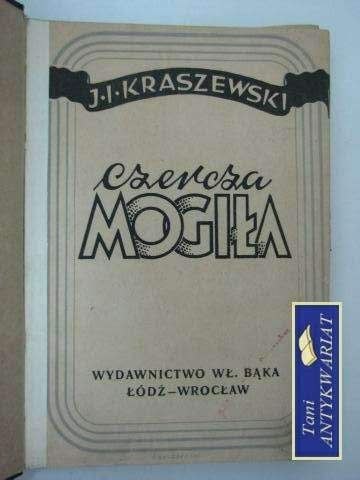 J·I·KRASZEWSKI
czercza
MOGIŁA
WYDAWNICTWO WŁ. BĄKA
ŁÓDŹ–WROCŁAW
Tani
ANTYKWARIAT